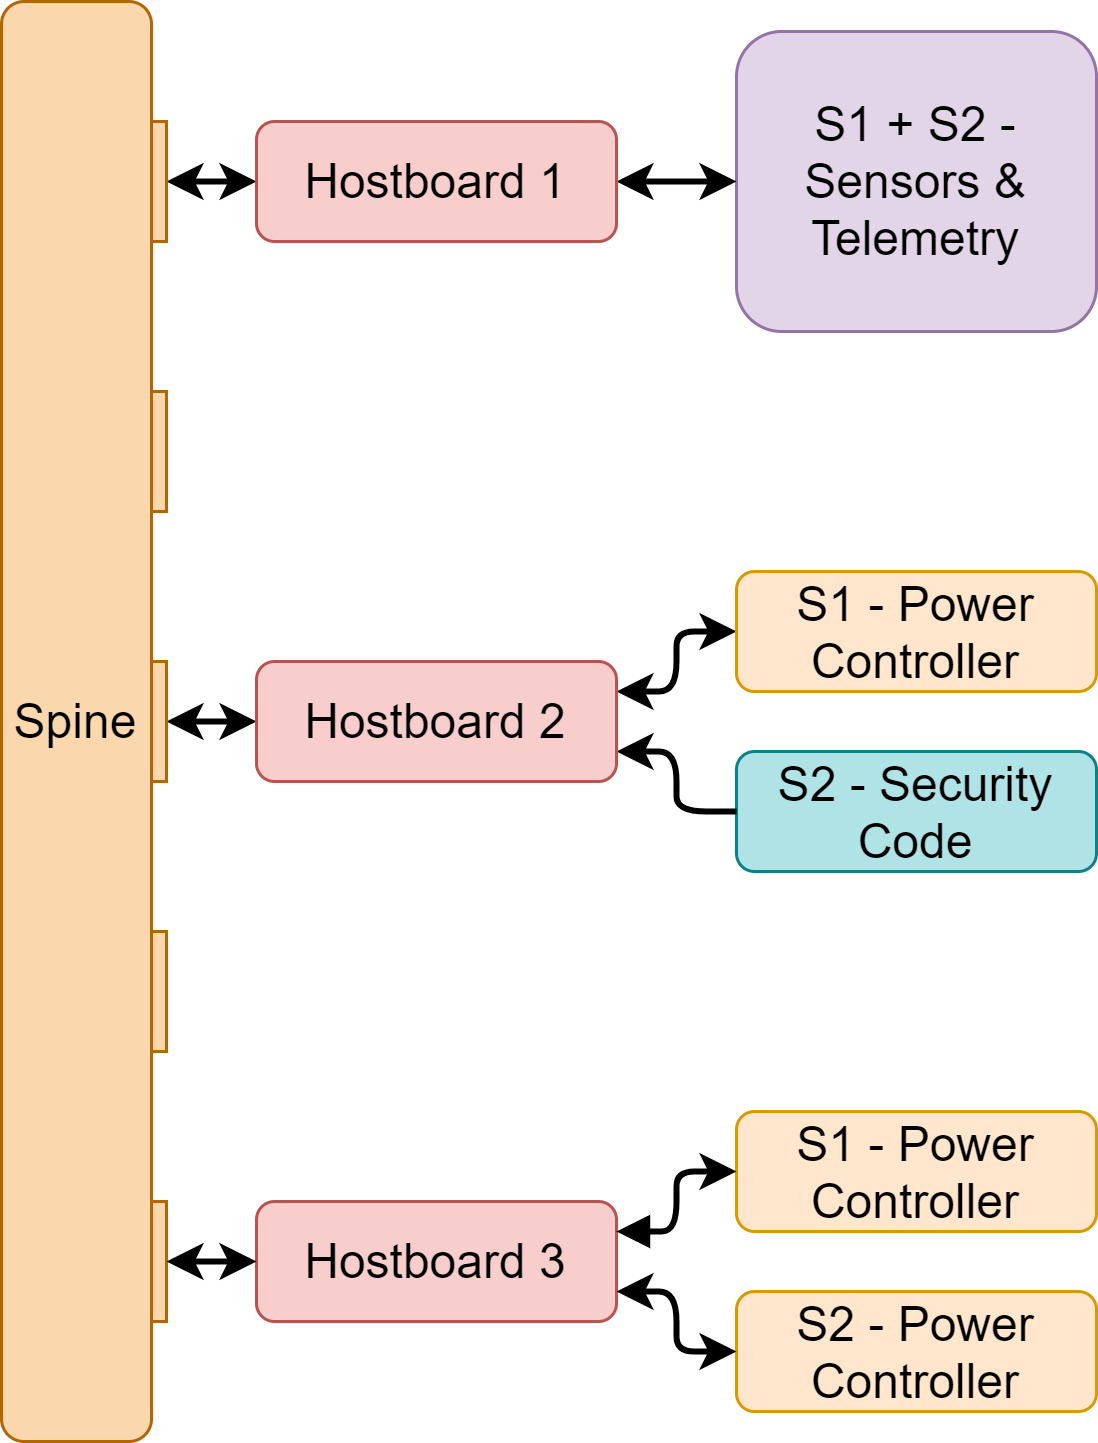 Spine
Hostboard 1
S1 + S2 -
Sensors &
Telemetry
Hostboard 2
S1 - Power
Controller
S2 - Security
Code
Hostboard 3
S1 - Power
Controller
S2 - Power
Controller